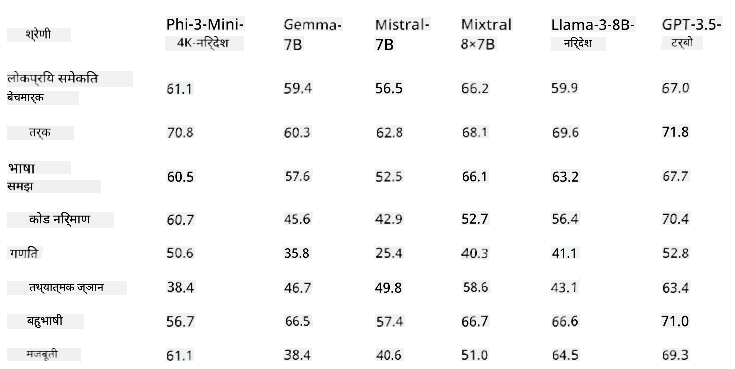 श्रेणी Phi-3-Mini-4K-निर्देश Gemma-7B Mistral-7B Mixtral 8×7B Llama-3-8B-निर्देश GPT-3.5-टर्बो
लोकप्रिय समेकित बेंचमार्क 61.1 59.4 56.5 66.2 59.9 67.0
तर्क 70.8 60.3 62.8 68.1 69.6 71.8
भाषा समझ 60.5 57.6 52.5 66.1 63.2 67.7
कोड निर्माण 60.7 45.6 42.9 52.7 56.4 70.4
गणित 50.6 35.8 25.4 40.3 41.1 52.8
तथ्यात्मक ज्ञान 38.4 46.7 49.8 58.6 43.1 63.4
बहुभाषी 56.7 66.5 57.4 66.7 66.6 71.0
मजबूती 61.1 38.4 40.6 51.0 64.5 69.3